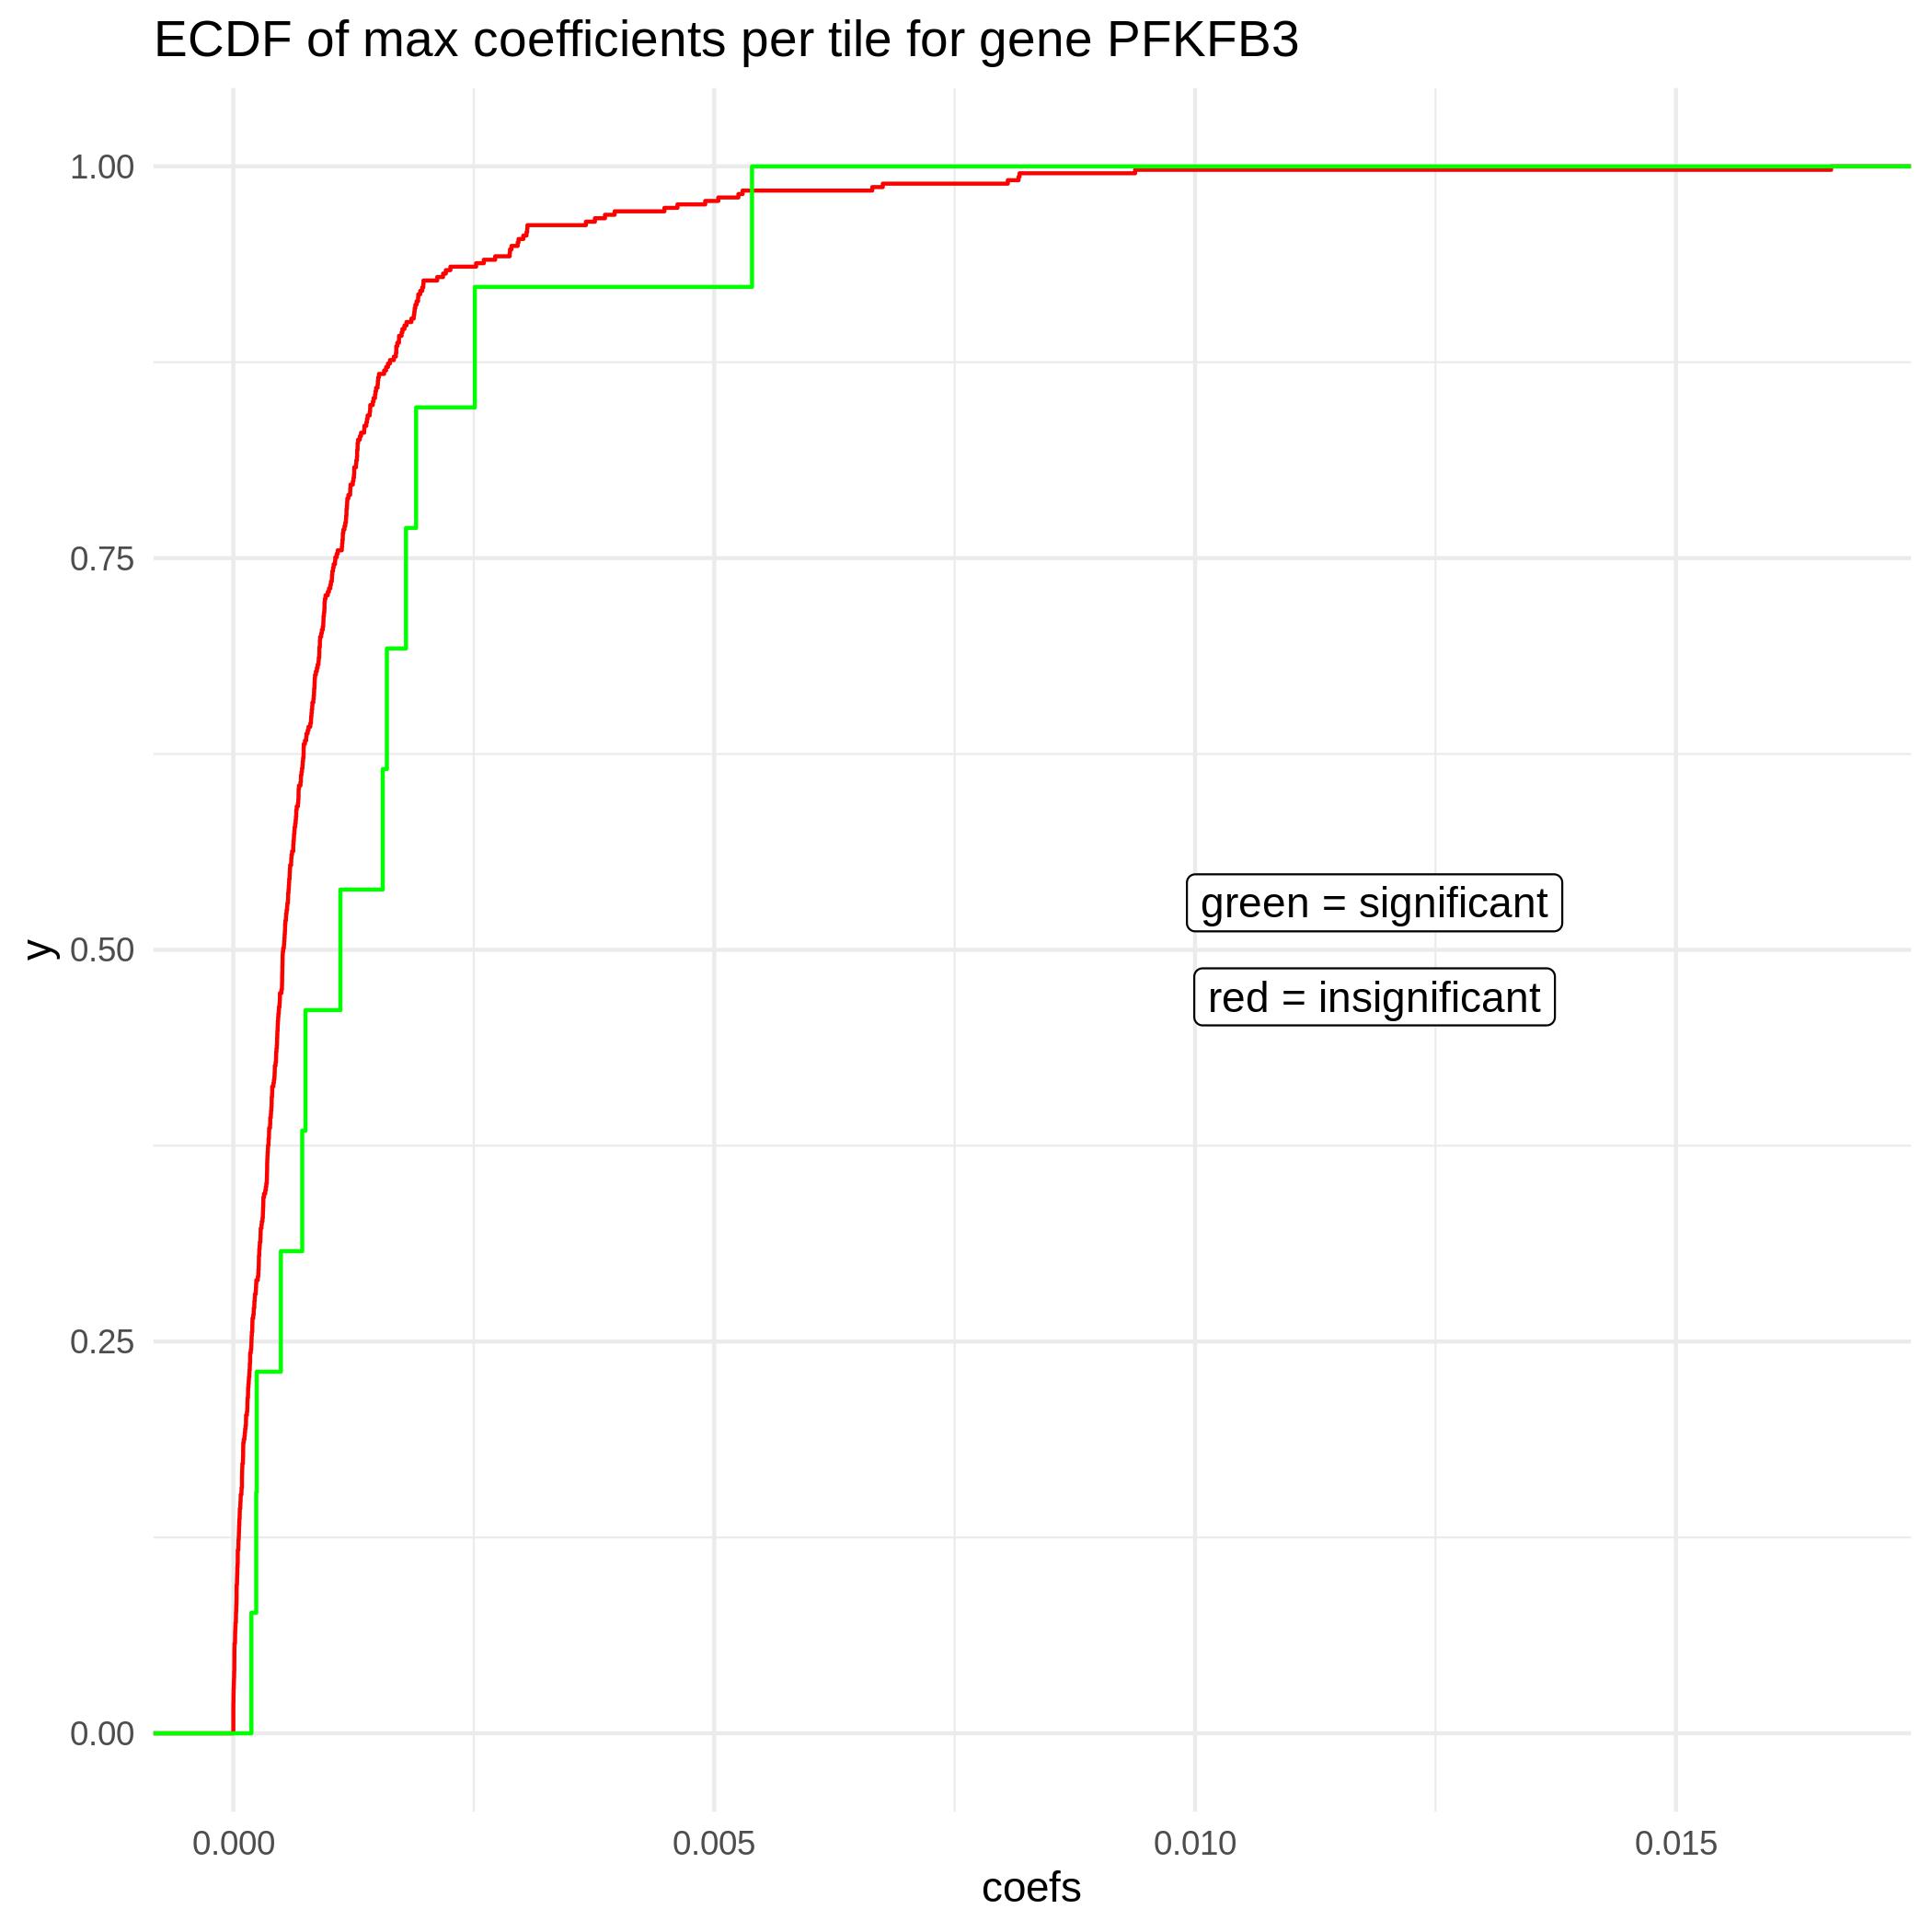 ECDF of max coefficients per tile for gene PFKFB3
1.00
0.75
0.50
0.25
0.00
y
green = significant
red = insignificant
0.000 0.005 0.010 0.015
coefs